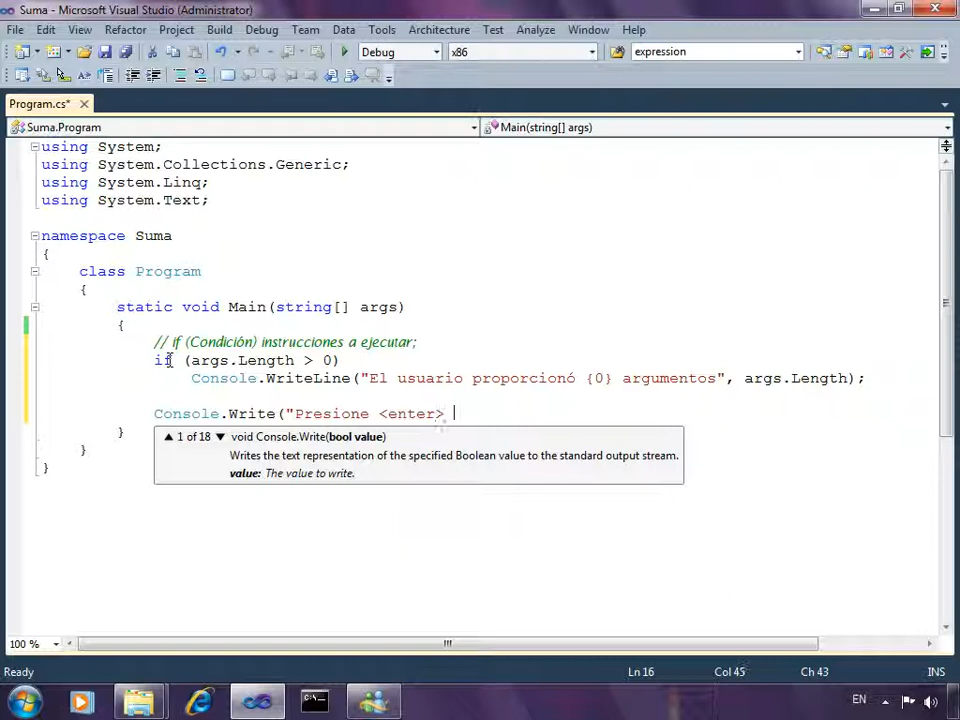 Suma - Microsoft Visual Studio (Administrator)
File Edit View Refactor Project Build Debug Team Data Tools Architecture Test Analyze Window Help
Debug x86 expression
Program.cs*
Suma.Program Main(string[] args)
using System;
using System.Collections.Generic;
using System.Linq;
using System.Text;
namespace Suma
{
class Program
{
static void Main(string[] args)
{
// if (Condición) instrucciones a ejecutar;
if (args.Length > 0)
Console.WriteLine("El usuario proporcionó {0} argumentos", args.Length);
Console.Write("Presione <enter>
}
1 of 18 void Console.Write(bool value)
}
Writes the text representation of the specified Boolean value to the standard output stream.
}
value: The value to write.
100 %
Ready Ln 16 Col 45 Ch 43 INS
EN